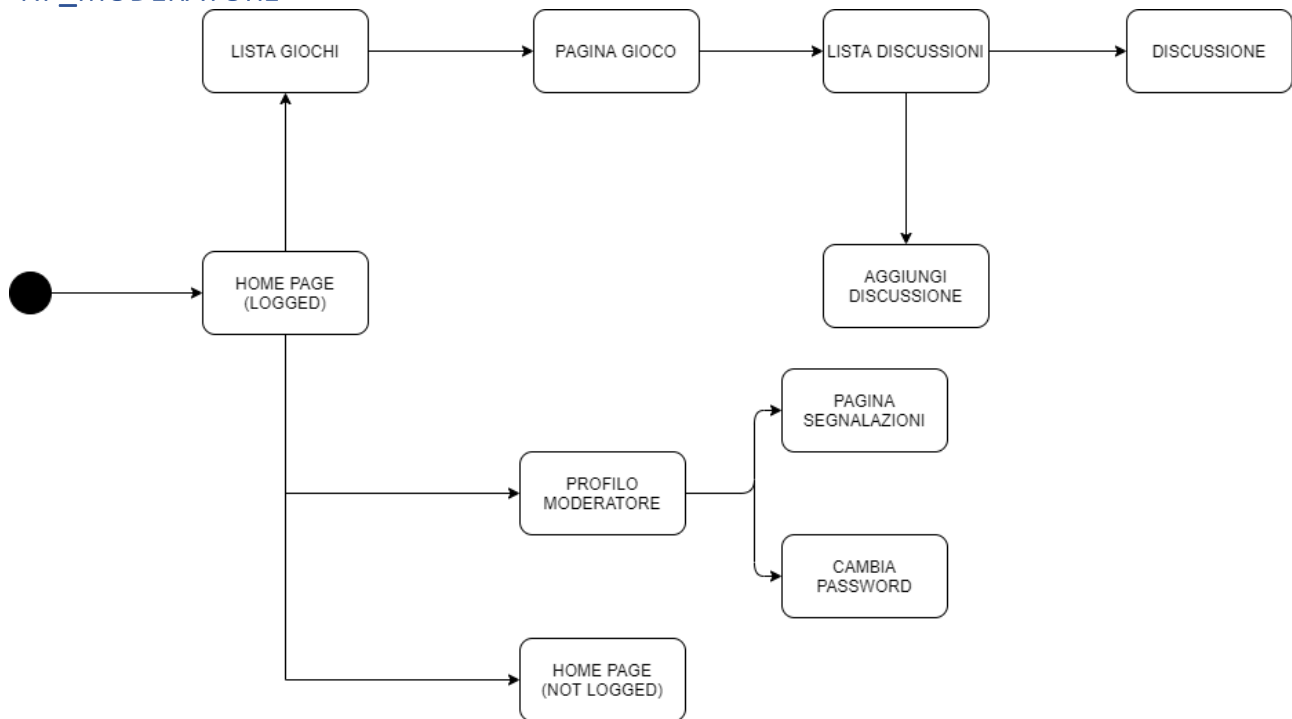 LISTA GIOCHI
PAGINA GIOCO
LISTA DISCUSSIONI
DISCUSSIONE
HOME PAGE
(LOGGED)
AGGIUNGI
DISCUSSIONE
PAGINA
SEGNALAZIONI
PROFILO
MODERATORE
CAMBIA
PASSWORD
HOME PAGE
(NOT LOGGED)